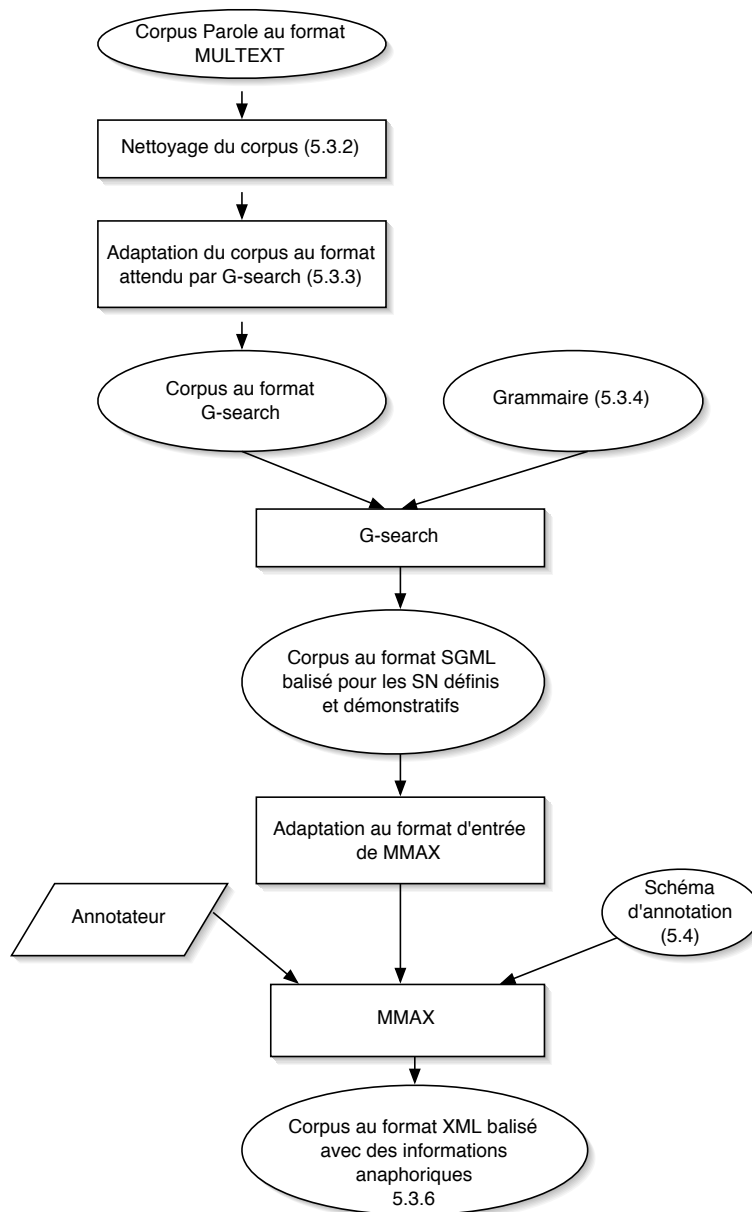 Corpus Parole au format
MULTEXT
Nettoyage du corpus (5.3.2)
Adaptation du corpus au format
attendu par G-search (5.3.3)
Corpus au format
G-search
Grammaire (5.3.4)
G-search
Corpus au format SGML
balisé pour les SN définis
et démonstratifs
Adaptation au format d'entrée
de MMAX
Annotateur
Schéma
d'annotation
(5.4)
MMAX
Corpus au format XML balisé
avec des informations
anaphoriques
5.3.6